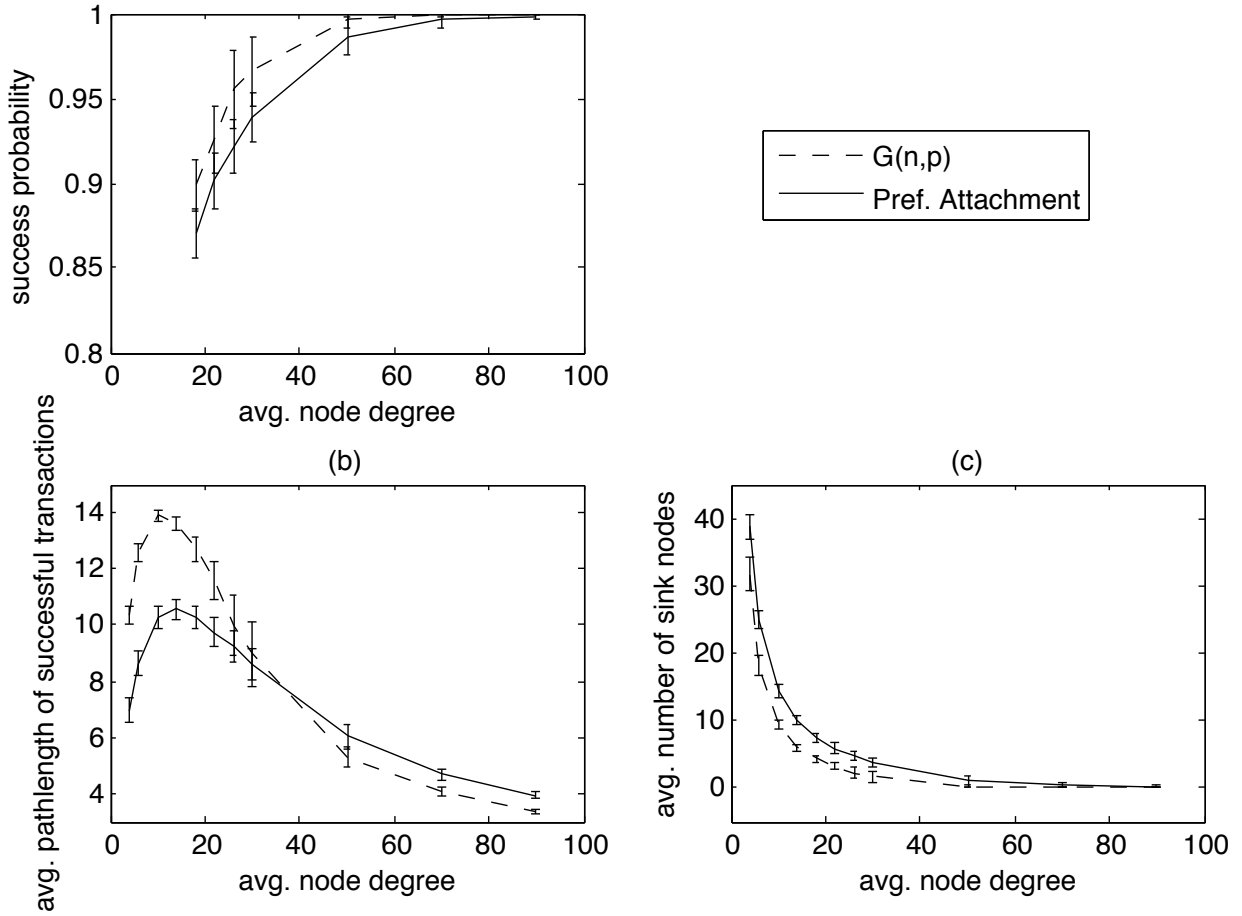 1
0.95
0.9
0.85
0.8
success probability
0 20 40 60 80 100
avg. node degree
G(n,p)
Pref. Attachment
(b)
14
12
10
8
6
4
avg. pathlength of successful transactions
0 20 40 60 80 100
avg. node degree
(c)
40
30
20
10
0
avg. number of sink nodes
0 20 40 60 80 100
avg. node degree